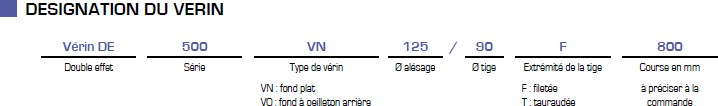 DESIGNATION DU VERIN
Vérin DE 500 VN 125 / 90 F 800
Double effet Série Type de vérin Ø alésage Ø tige Extrémité de la tige Course en mm
VN : fond plat F : filetée à préciser à la
VO : fond à oeilleton arrière T : tauraudée commande